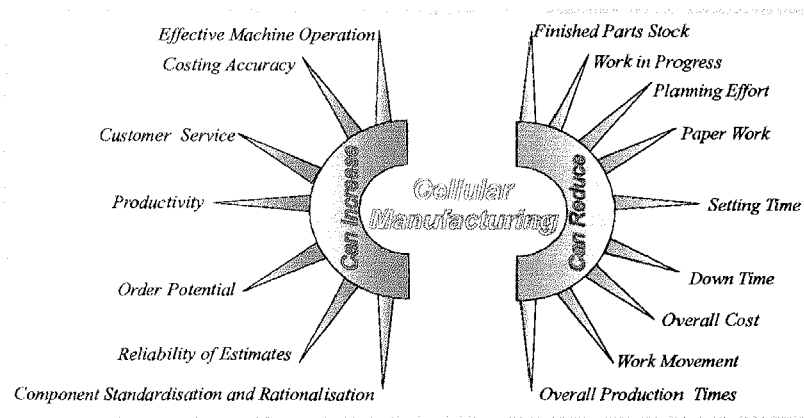 Effective Machine Operation
Costing Accuracy
Customer Service
Productivity
Order Potential
Reliability of Estimates
Component Standardisation and Rationalisation
Can Increase
Cellular
Manufacturing
Can Reduce
Finished Parts Stock
Work in Progress
Planning Effort
Paper Work
Setting Time
Down Time
Overall Cost
Work Movement
Overall Production Times